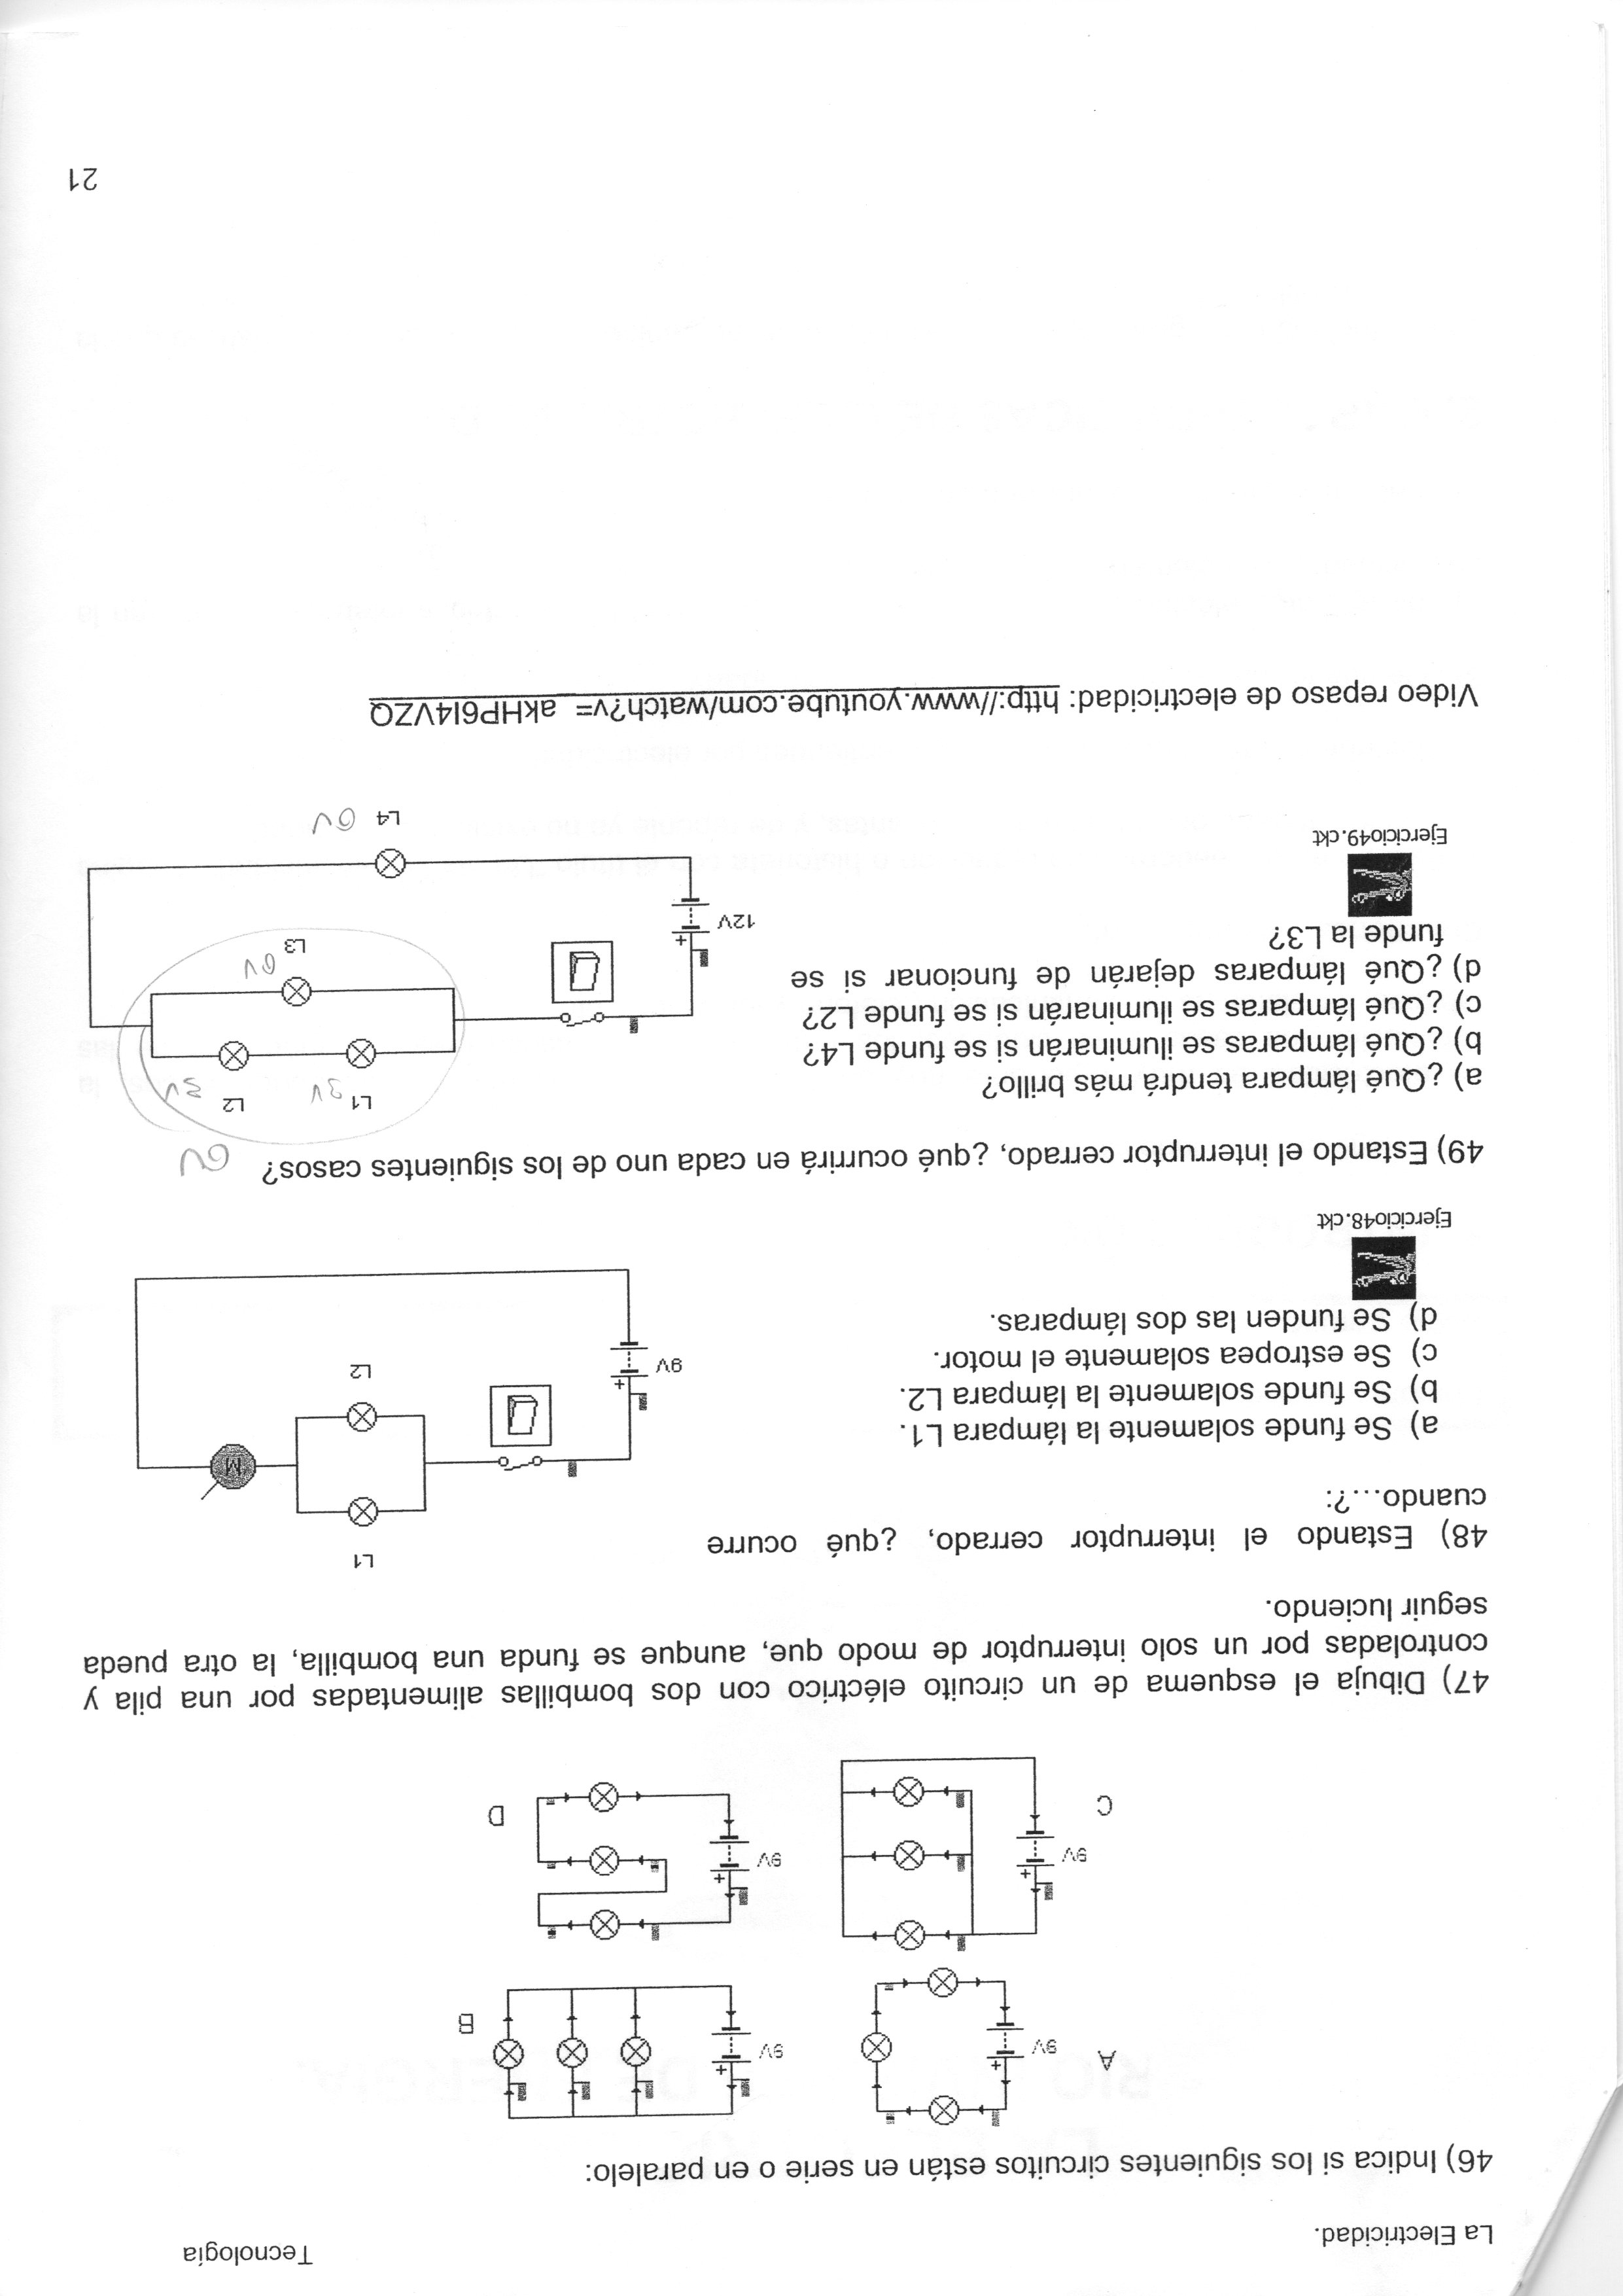 La Electricidad.
Tecnología
46) Indica si los siguientes circuitos están en serie o en paralelo:
A
9V
9V
B
C
9V
9V
D
47) Dibuja el esquema de un circuito eléctrico con dos bombillas alimentadas por una pila y
controladas por un solo interruptor de modo que, aunque se funda una bombilla, la otra pueda
seguir luciendo.
48) Estando el interruptor cerrado, ¿qué ocurre
cuando…?:
a) Se funde solamente la lámpara L1.
b) Se funde solamente la lámpara L2.
c) Se estropea solamente el motor.
d) Se funden las dos lámparas.
Ejercicio48.ckt
L1
M
L2
9V
49) Estando el interruptor cerrado, ¿qué ocurrirá en cada uno de los siguientes casos?
6V
a) ¿Qué lámpara tendrá más brillo?
b) ¿Qué lámparas se iluminarán si se funde L4?
c) ¿Qué lámparas se iluminarán si se funde L2?
d) ¿Qué lámparas dejarán de funcionar si se
funde la L3?
Ejercicio49.ckt
L1 3V
L2 3V
6V
L3
12V
L4 6V
Video repaso de electricidad: http://www.youtube.com/watch?v=_akHP6I4VZQ
21